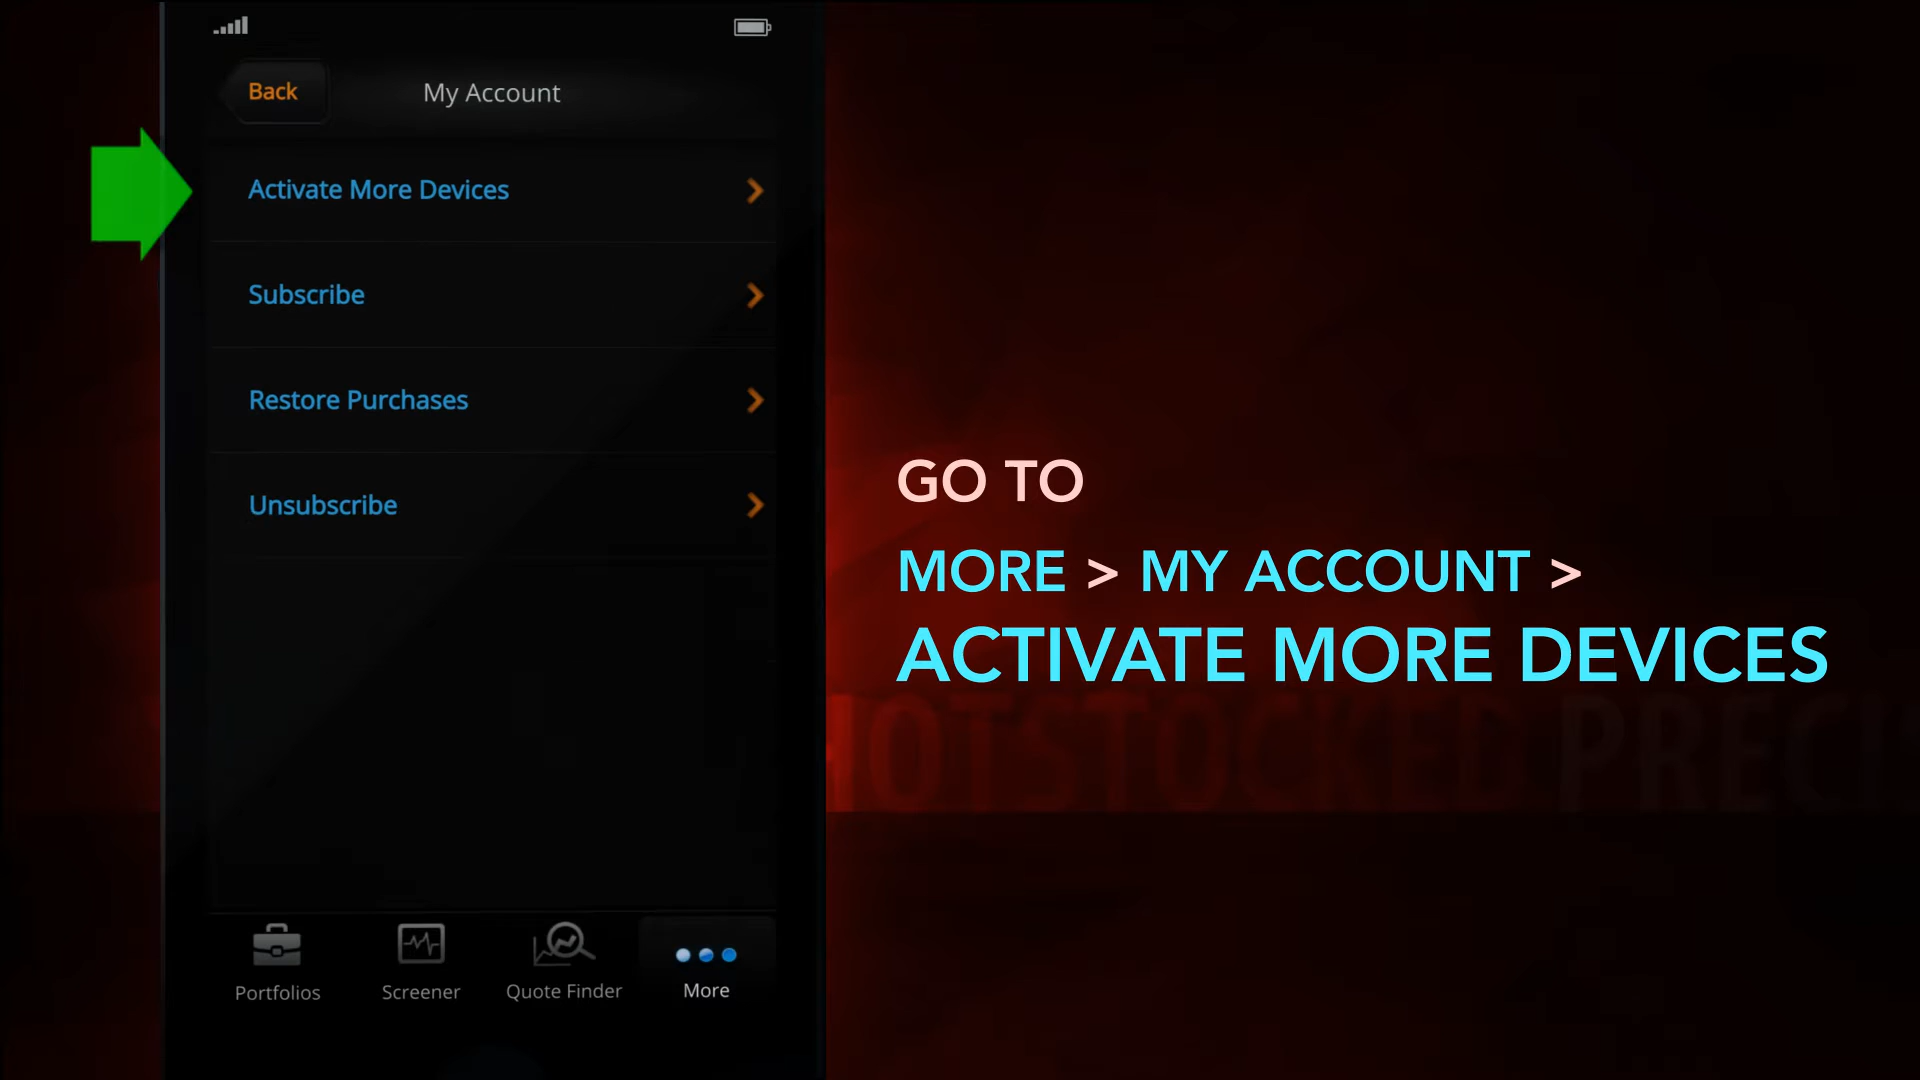 Back
My Account
Activate More Devices
Subscribe
Restore Purchases
Unsubscribe
Portfolios
Screener
Quote Finder
More
GO TO
MORE > MY ACCOUNT >
ACTIVATE MORE DEVICES
HOTSTOCKED